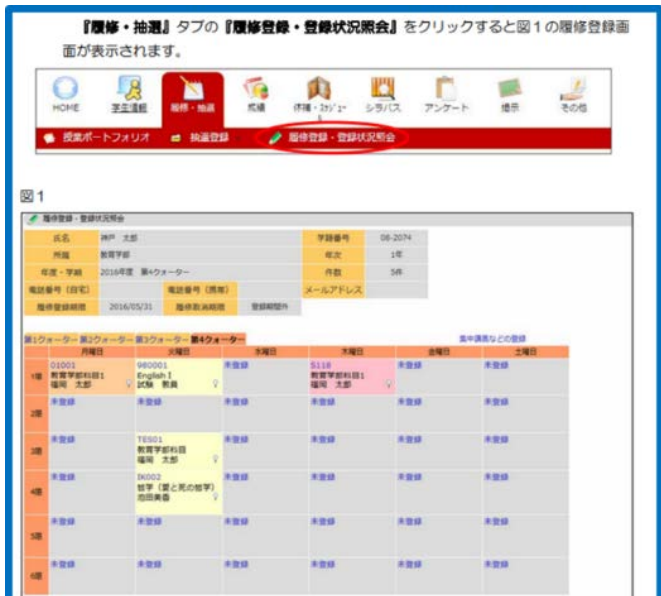 『履修・抽選』タブの『履修登録・登録状況照会』をクリックすると図１の履修登録画
面が表示されます。
HOME 学生情報 履修・抽選 成績 休補・ｽｹｼﾞｭｰﾙ シラバス アンケート 掲示 その他
授業ポートフォリオ 抽選登録 履修登録・登録状況照会
図１
履修登録・登録状況照会
氏名 神戸 太郎 学籍番号 08-2074
所属 教育学部 年次 1年
年度・学期 2016年度 第4クォーター 件数 5件
電話番号（自宅） 電話番号（携帯） メールアドレス
履修登録期限 2016/05/31 履修取消期間 登録期間外
第1クォーター 第2クォーター 第3クォーター 第4クォーター 集中講義などの登録
月曜日 火曜日 水曜日 木曜日 金曜日 土曜日
1限 01001 980001 未登録 S118 未登録 未登録
教育学部科目1 English I 教育学部科目1
福岡 太郎 試験 教員 福岡 太郎
2限 未登録 未登録 未登録 未登録 未登録 未登録
3限 未登録 TES01 未登録 未登録 未登録 未登録
教育学部科目
福岡 太郎
4限 未登録 IK002 未登録 未登録 未登録 未登録
哲学（愛と死の哲学）
池田美香
5限 未登録 未登録 未登録 未登録 未登録 未登録
6限 未登録 未登録 未登録 未登録 未登録 未登録